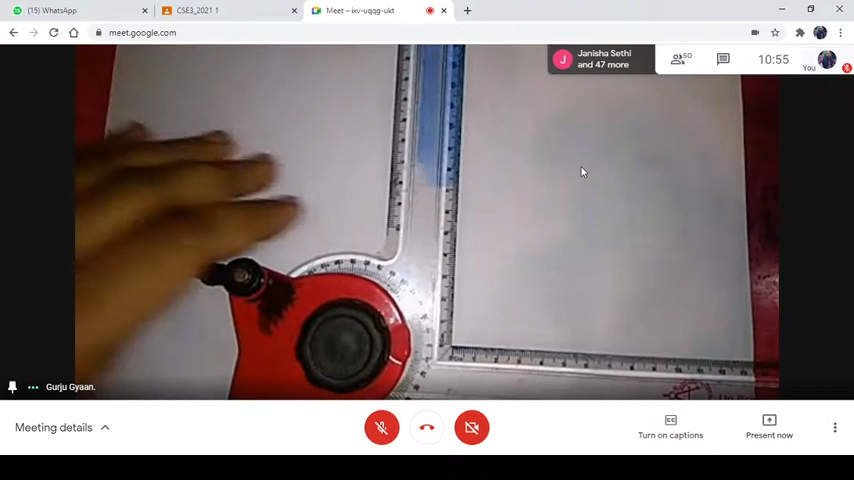 (15) WhatsApp
CSE3_2021 1
Meet – ixv-uqqg-ukt
meet.google.com
Janisha Sethi
and 47 more
50
10:55
You
J
Gurju Gyaan.
Meeting details
Turn on captions
Present now